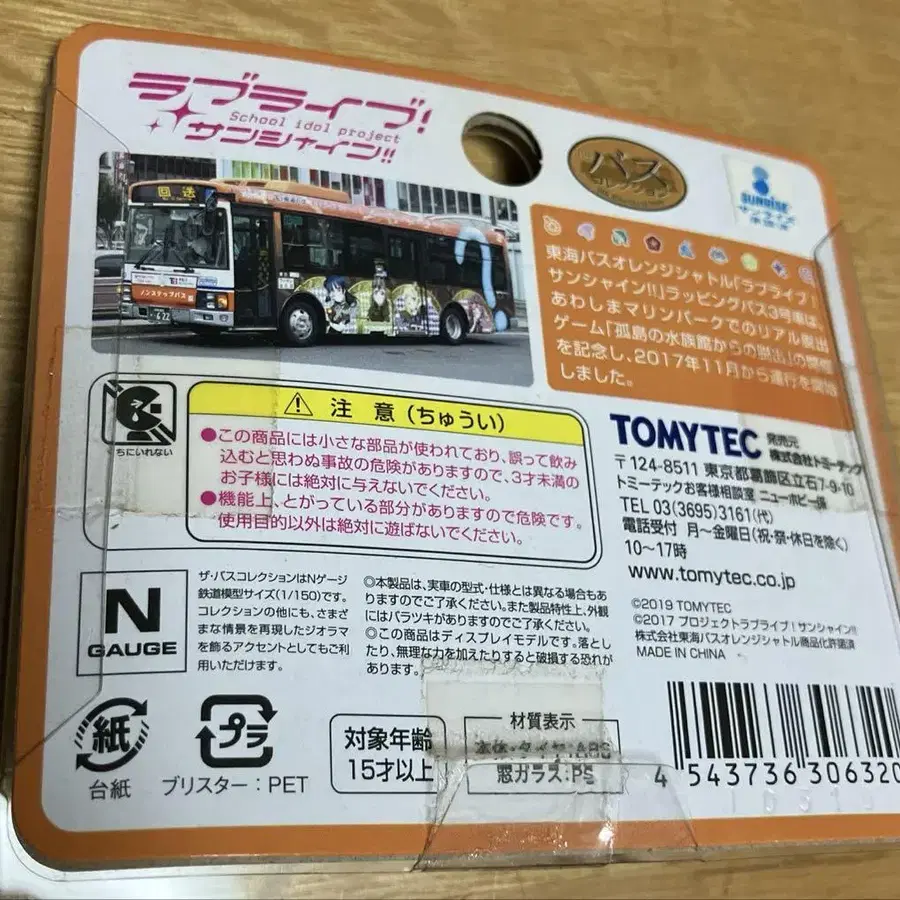 ラブライブ!
School idol project
サンシャイン!!
バス
コレクション
SUNRISE
サンライズ
回送
ノンステップバス
622
東海バスオレンジシャトル「ラブライブ!
サンシャイン!!」ラッピングバス3号車は、
あわしまマリンパークでのリアル脱出
ゲーム「孤島の水族館からの脱出」の開催
を記念し、2017年11月から運行を開始
しました。
ちにいれない
注意(ちゅうい)
●この商品には小さな部品が使われており、誤って飲み
込むと思わぬ事故の危険がありますので、3才未満の
お子様には絶対に与えないでください。
●機能上、とがっている部分がありますので危険です。
使用目的以外は絶対に遊ばないでください。
TOMYTEC 発売元
株式会社トミーテック
〒124-8511 東京都葛飾区立石7-9-10
トミーテックお客様相談室 ニューホビー係
TEL 03(3695)3161(代)
電話受付 月~金曜日(祝・祭・休日を除く)
10~17時
www.tomytec.co.jp
©2019 TOMYTEC
©2017 プロジェクトラブライブ!サンシャイン!!
株式会社東海バスオレンジシャトル商品化許諾済
MADE IN CHINA
N
GAUGE
ザ・バスコレクションはNゲージ
鉄道模型サイズ(1/150)です。
コレクションの他にも、さまざ
まな情景を再現したジオラマ
を飾るアクセントとしてもご利
用いただけます。
◎本製品は、実車の型式・仕様とは異なる場合もあ
りますのでご了承ください。また製品特性上、外観
にはバラツキがありますのでご了承ください。
◎この商品はディスプレイモデルです。落とし
たり、無理な力を加えたりすると破損する恐れが
あります。
紙
台紙
プラ
ブリスター:PET
対象年齢
15才以上
材質表示
本体・タイヤ:ABS
窓ガラス:PS
4 543736 306320